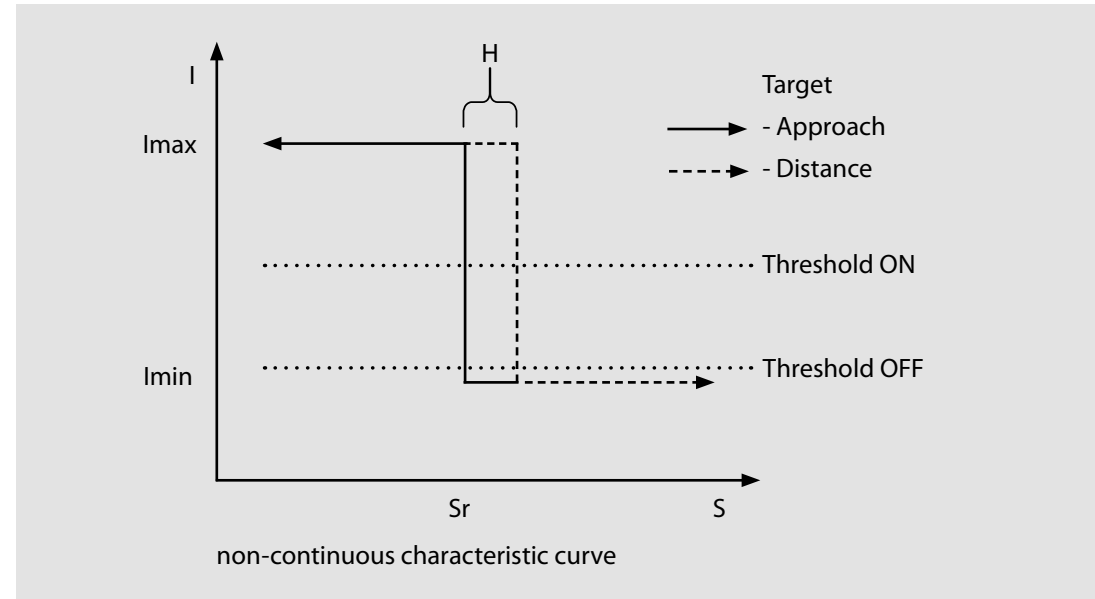 H
I
Target
- Approach
Imax
- Distance
Threshold ON
Threshold OFF
Imin
Sr
S
non-continuous characteristic curve